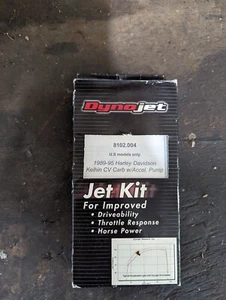 Dynojet
8102.004
U.S models only
1989-95 Harley Davidson
Keihin CV Carb w/Accel. Pump
Jet Kit
For Improved
• Driveability
• Throttle Response
• Horse Power